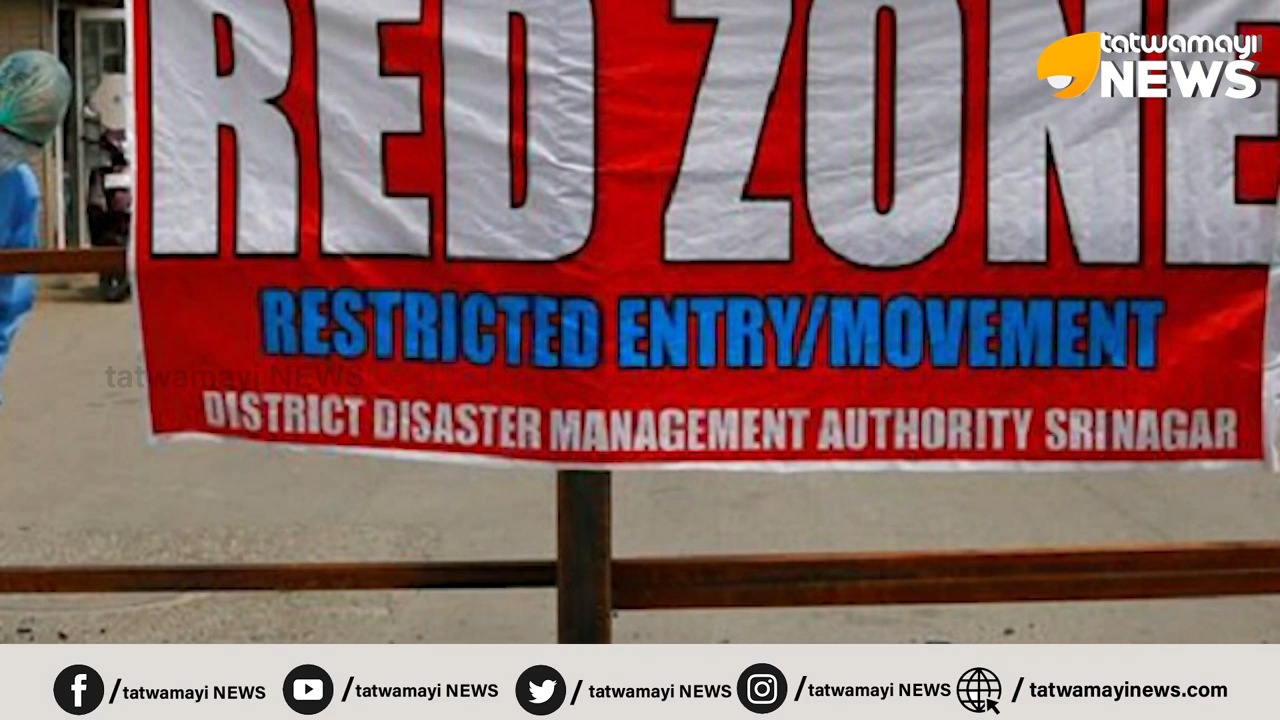 RED ZONE
tatwamayi
NEWS
RESTRICTED ENTRY/MOVEMENT
tatwamayi NEWS
DISTRICT DISASTER MANAGEMENT AUTHORITY SRINAGAR
/tatwamayi NEWS /tatwamayi NEWS / tatwamayi NEWS /tatwamayi NEWS / tatwamayinews.com